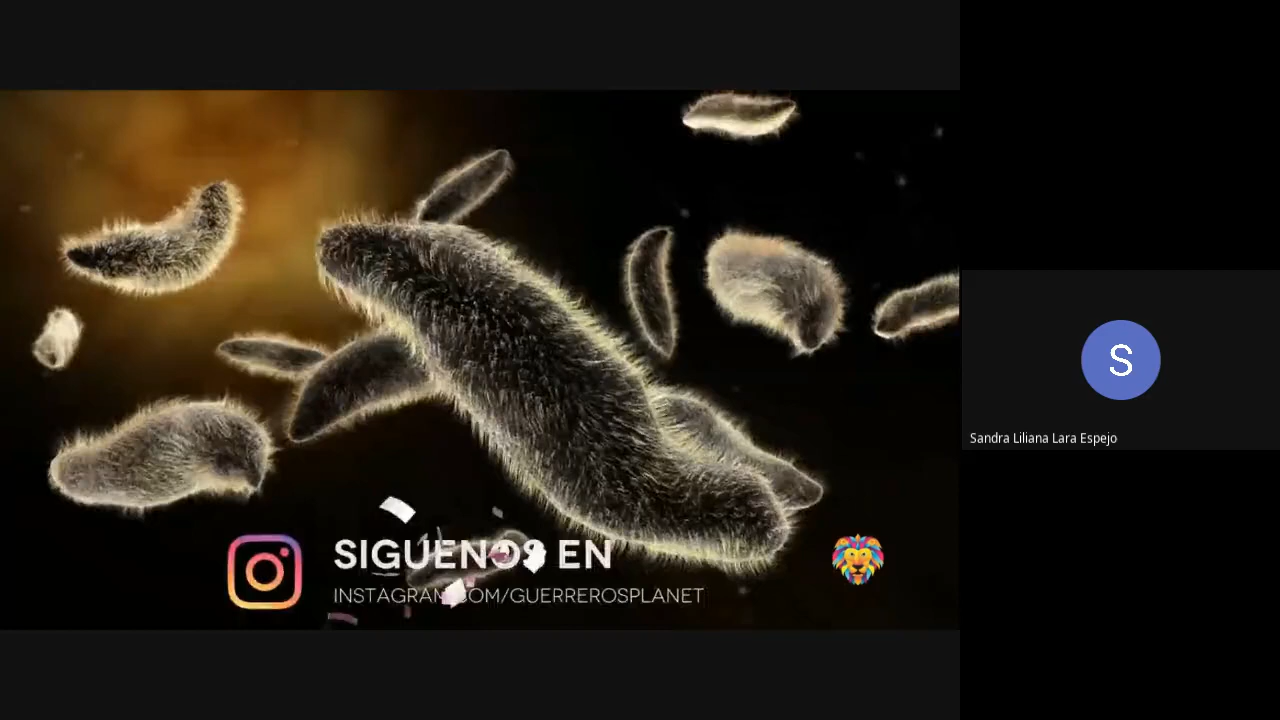 SIGUENOS EN
INSTAGRAM.COM/GUERREROSPLANET
S
Sandra Liliana Lara Espejo